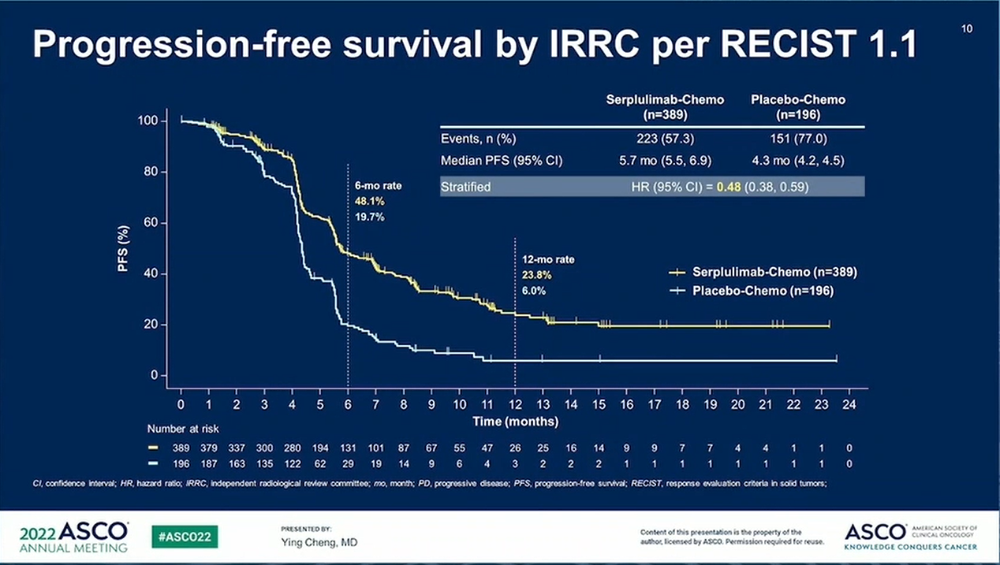 10
Progression-free survival by IRRC per RECIST 1.1
Serplulimab-Chemo (n=389) Placebo-Chemo (n=196)
Events, n (%) 223 (57.3) 151 (77.0)
Median PFS (95% CI) 5.7 mo (5.5, 6.9) 4.3 mo (4.2, 4.5)
Stratified HR (95% CI) = 0.48 (0.38, 0.59)
PFS (%)
100
80
60
40
20
0
6-mo rate
48.1%
19.7%
12-mo rate
23.8%
6.0%
Serplulimab-Chemo (n=389)
Placebo-Chemo (n=196)
0 1 2 3 4 5 6 7 8 9 10 11 12 13 14 15 16 17 18 19 20 21 22 23 24
Time (months)
Number at risk
389 379 337 300 280 194 131 101 87 67 55 47 26 25 16 14 9 9 7 7 4 4 1 1 0
196 187 163 135 122 62 29 19 14 9 6 4 3 2 2 2 1 1 1 1 1 1 1 1 0
CI, confidence interval; HR, hazard ratio; IRRC, independent radiological review committee; mo, month; PD, progressive disease; PFS, progression-free survival; RECIST, response evaluation criteria in solid tumors;
2022 ASCO
ANNUAL MEETING
#ASCO22
PRESENTED BY:
Ying Cheng, MD
Content of this presentation is the property of the
author, licensed by ASCO. Permission required for reuse.
ASCO AMERICAN SOCIETY OF
CLINICAL ONCOLOGY
KNOWLEDGE CONQUERS CANCER